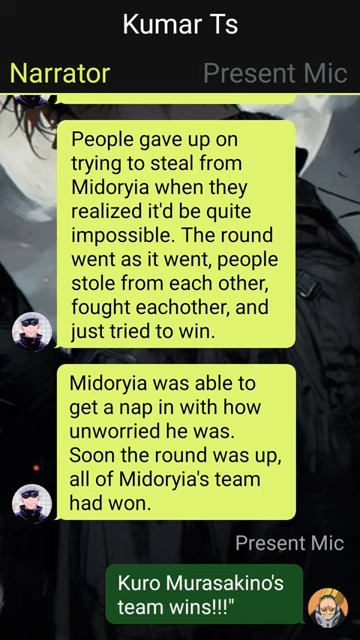 Kumar Ts
Narrator
Present Mic
People gave up on
trying to steal from
Midoryia when they
realized it'd be quite
impossible. The round
went as it went, people
stole from each other,
fought eachother, and
just tried to win.
Midoryia was able to
get a nap in with how
unworried he was.
Soon the round was up,
all of Midoryia's team
had won.
Present Mic
Kuro Murasakino's
team wins!!!"